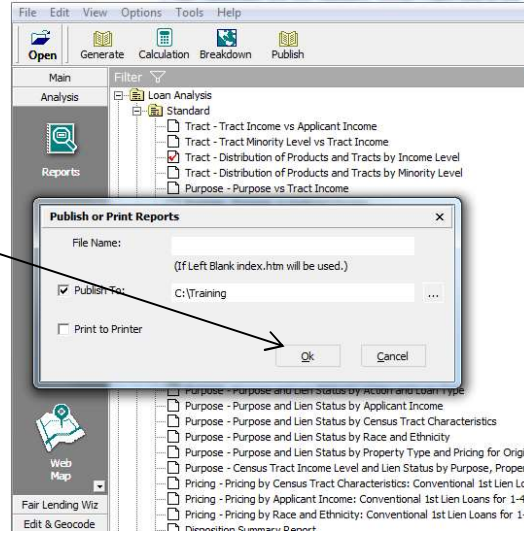 File Edit View Options Tools Help
Open Generate Calculation Breakdown Publish
Main
Filter
Analysis
Loan Analysis
Standard
Tract - Tract Income vs Applicant Income
Tract - Tract Minority Level vs Tract Income
Tract - Distribution of Products and Tracts by Income Level
Reports
Tract - Distribution of Products and Tracts by Minority Level
Purpose - Purpose vs Tract Income
Publish or Print Reports
File Name:
(If Left Blank index.htm will be used.)
Publish To: C:\Training ...
Print to Printer
Ok Cancel
Purpose - Purpose and Lien Status by Action and Loan Type
Purpose - Purpose and Lien Status by Applicant Income
Purpose - Purpose and Lien Status by Census Tract Characteristics
Purpose - Purpose and Lien Status by Race and Ethnicity
Purpose - Purpose and Lien Status by Property Type and Pricing for Origi
Web Map
Purpose - Census Tract Income Level and Lien Status by Purpose, Proper
Pricing - Pricing by Census Tract Characteristics: Conventional 1st Lien Lo
Fair Lending Wiz
Pricing - Pricing by Applicant Income: Conventional 1st Lien Loans for 1-4
Pricing - Pricing by Race and Ethnicity: Conventional 1st Lien Loans for 1-
Edit & Geocode
Disposition Summary Report